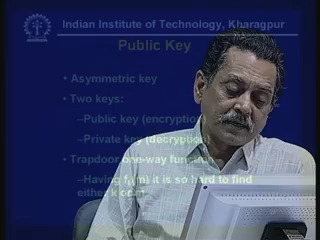 Indian Institute of Technology, Kharagpur
Public Key
• Asymmetric key
• Two keys:
–Public key (encryption)
–Private key (decryption)
• Trapdoor one-way function
–Having f (m) it is so hard to find
either